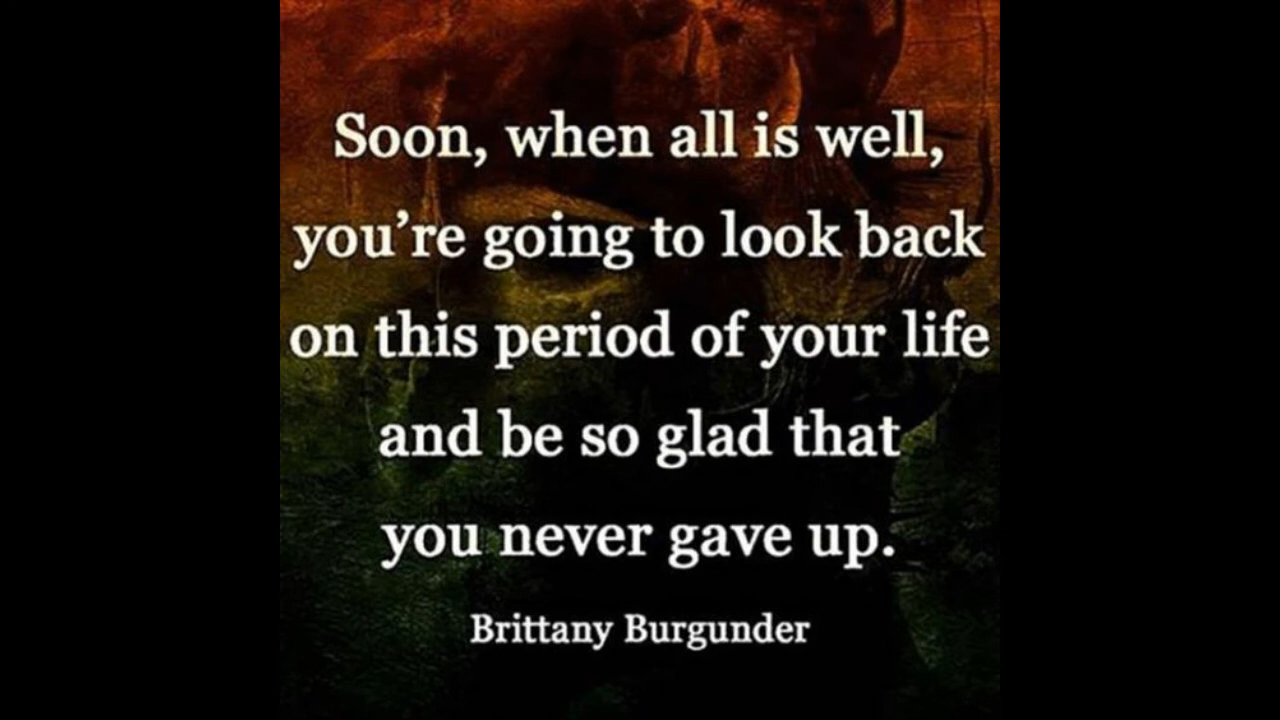 Soon, when all is well,
you’re going to look back
on this period of your life
and be so glad that
you never gave up.
Brittany Burgunder